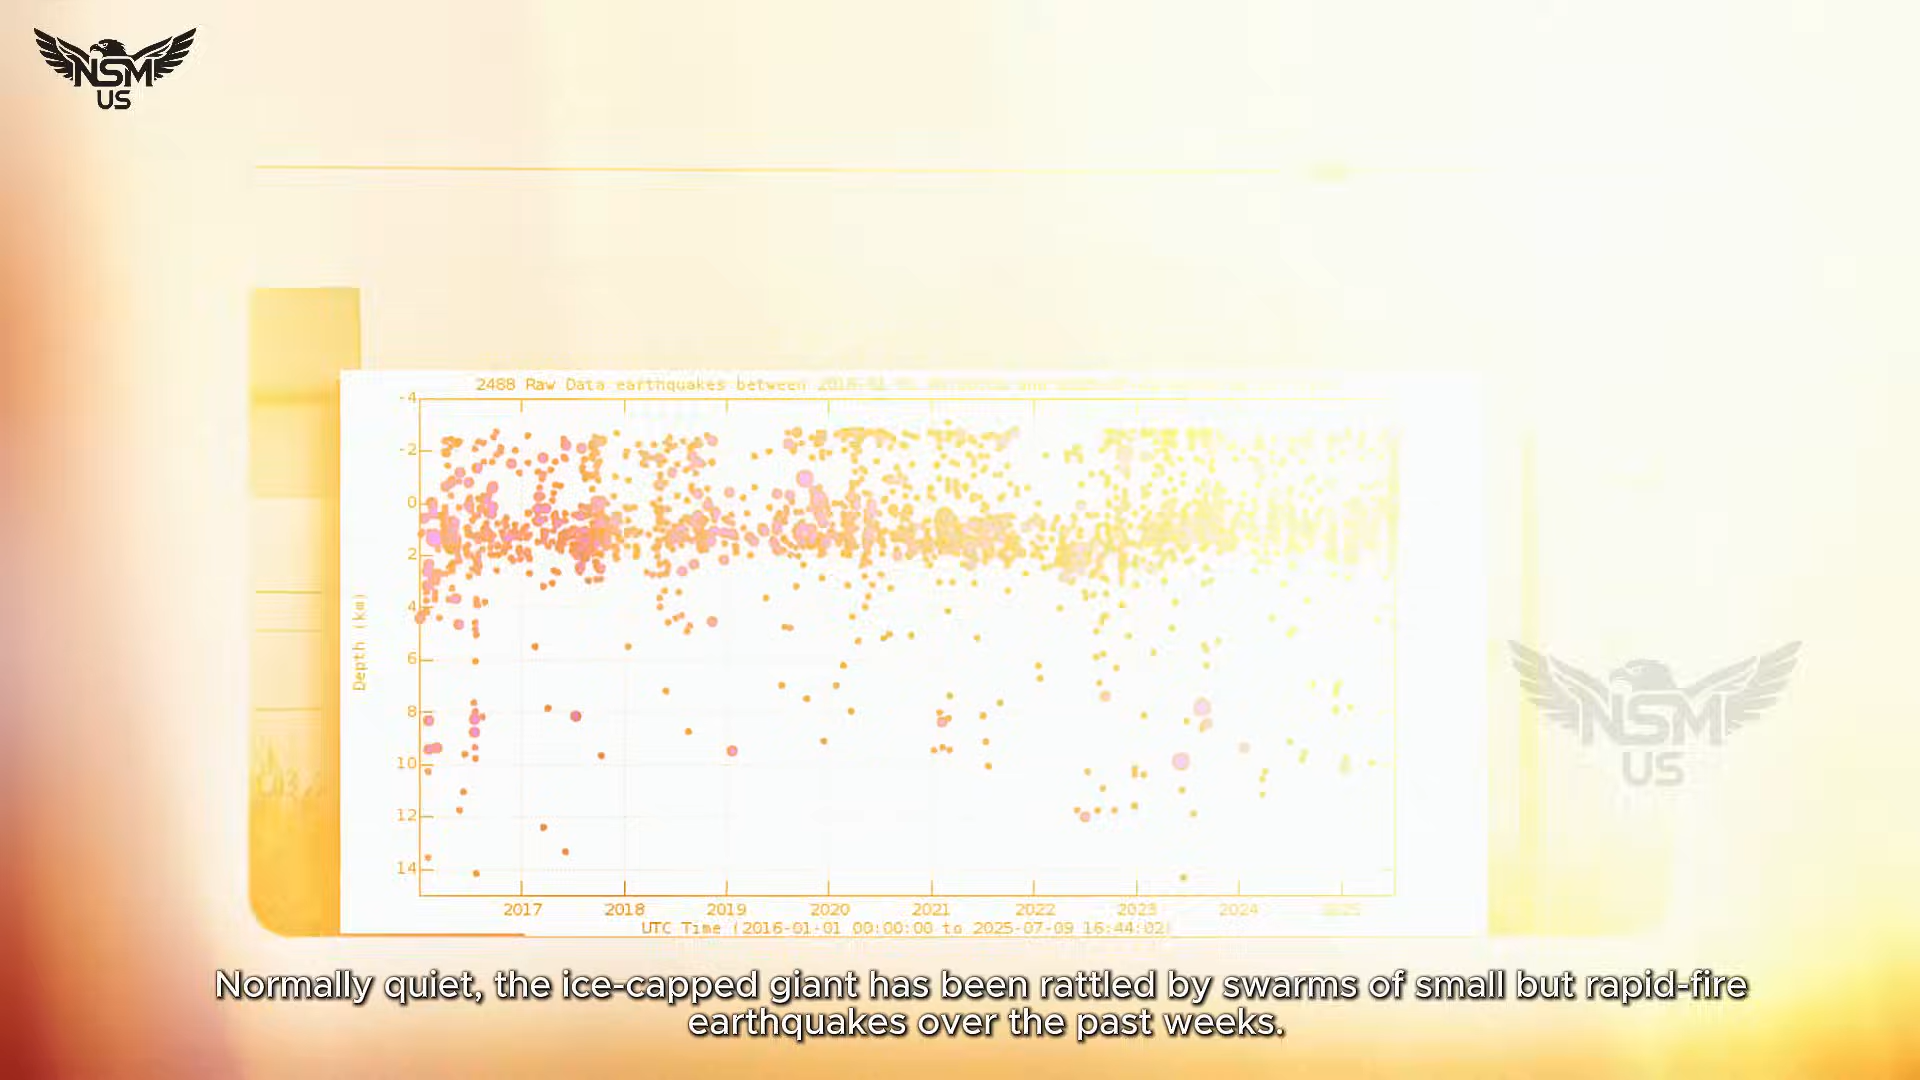 NSM
US
2488 Raw Data earthquakes between 2016-01
-4
-2
0
2
4
6
8
10
12
14
Depth (km)
2017 2018 2019 2020 2021 2022 2023 2024 2025
UTC Time (2016-01-01 00:00:00 to 2025-07-09 16:44:02)
NSM
US
Normally quiet, the ice-capped giant has been rattled by swarms of small but rapid-fire
earthquakes over the past weeks.